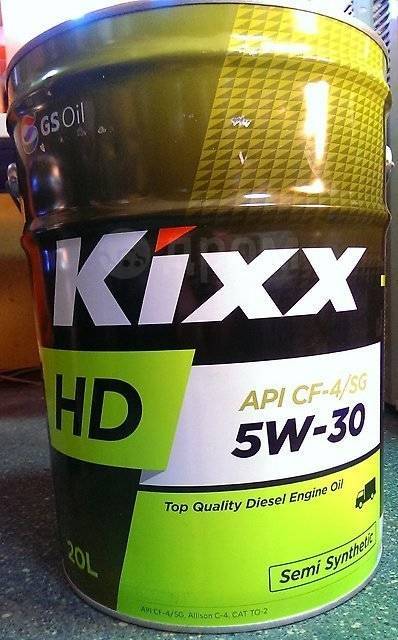 GS Oil
Kixx
HD
API CF-4/SG
5W-30
Top Quality Diesel Engine Oil
20L
Semi Synthetic
API CF-4/SG, Allison C-4, CAT TO-2